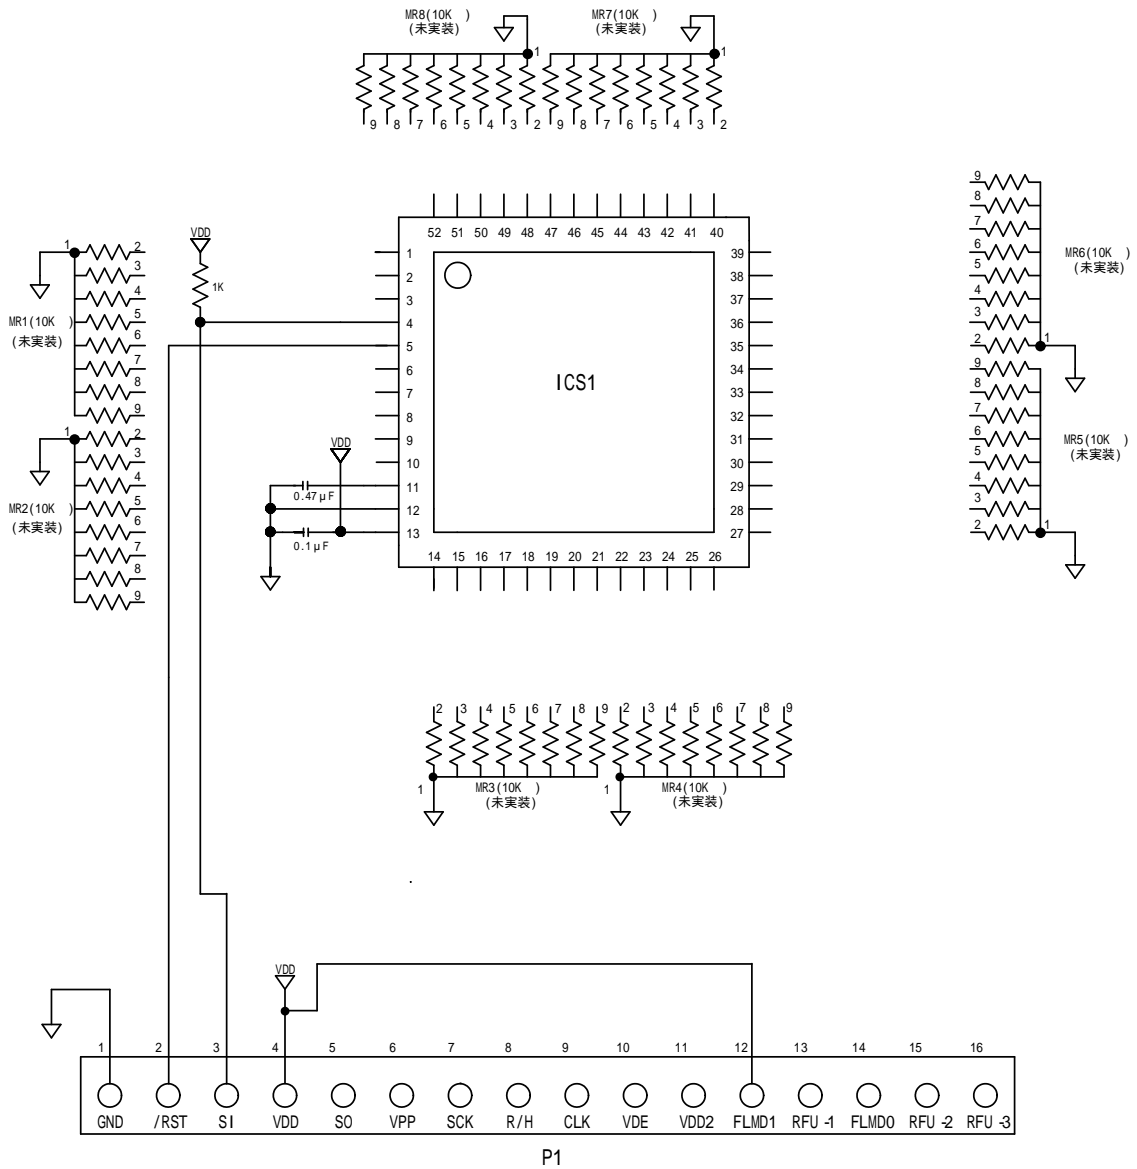 MR8(10K )
(未実装)
MR7(10K )
(未実装)
1
1
9 8 7 6 5 4 3 2 9 8 7 6 5 4 3 2
52 51 50 49 48 47 46 45 44 43 42 41 40
VDD
1K
1
2
3
4
5
6
7
8
9
MR1(10K )
(未実装)
1
2
3
4
5
6
7
8
9
MR2(10K )
(未実装)
1
2
3
4
5
6
7
8
9
10
11
12
13
VDD
0.47μF
0.1μF
ICS1
39
38
37
36
35
34
33
32
31
30
29
28
27
9
8
7
6
5
4
3
2
1
MR6(10K )
(未実装)
9
8
7
6
5
4
3
2
1
MR5(10K )
(未実装)
14 15 16 17 18 19 20 21 22 23 24 25 26
2 3 4 5 6 7 8 9 2 3 4 5 6 7 8 9
1
MR3(10K )
(未実装)
1
MR4(10K )
(未実装)
VDD
1 2 3 4 5 6 7 8 9 10 11 12 13 14 15 16
GND /RST SI VDD SO VPP SCK R/H CLK VDE VDD2 FLMD1 RFU-1 FLMD0 RFU-2 RFU-3
P1